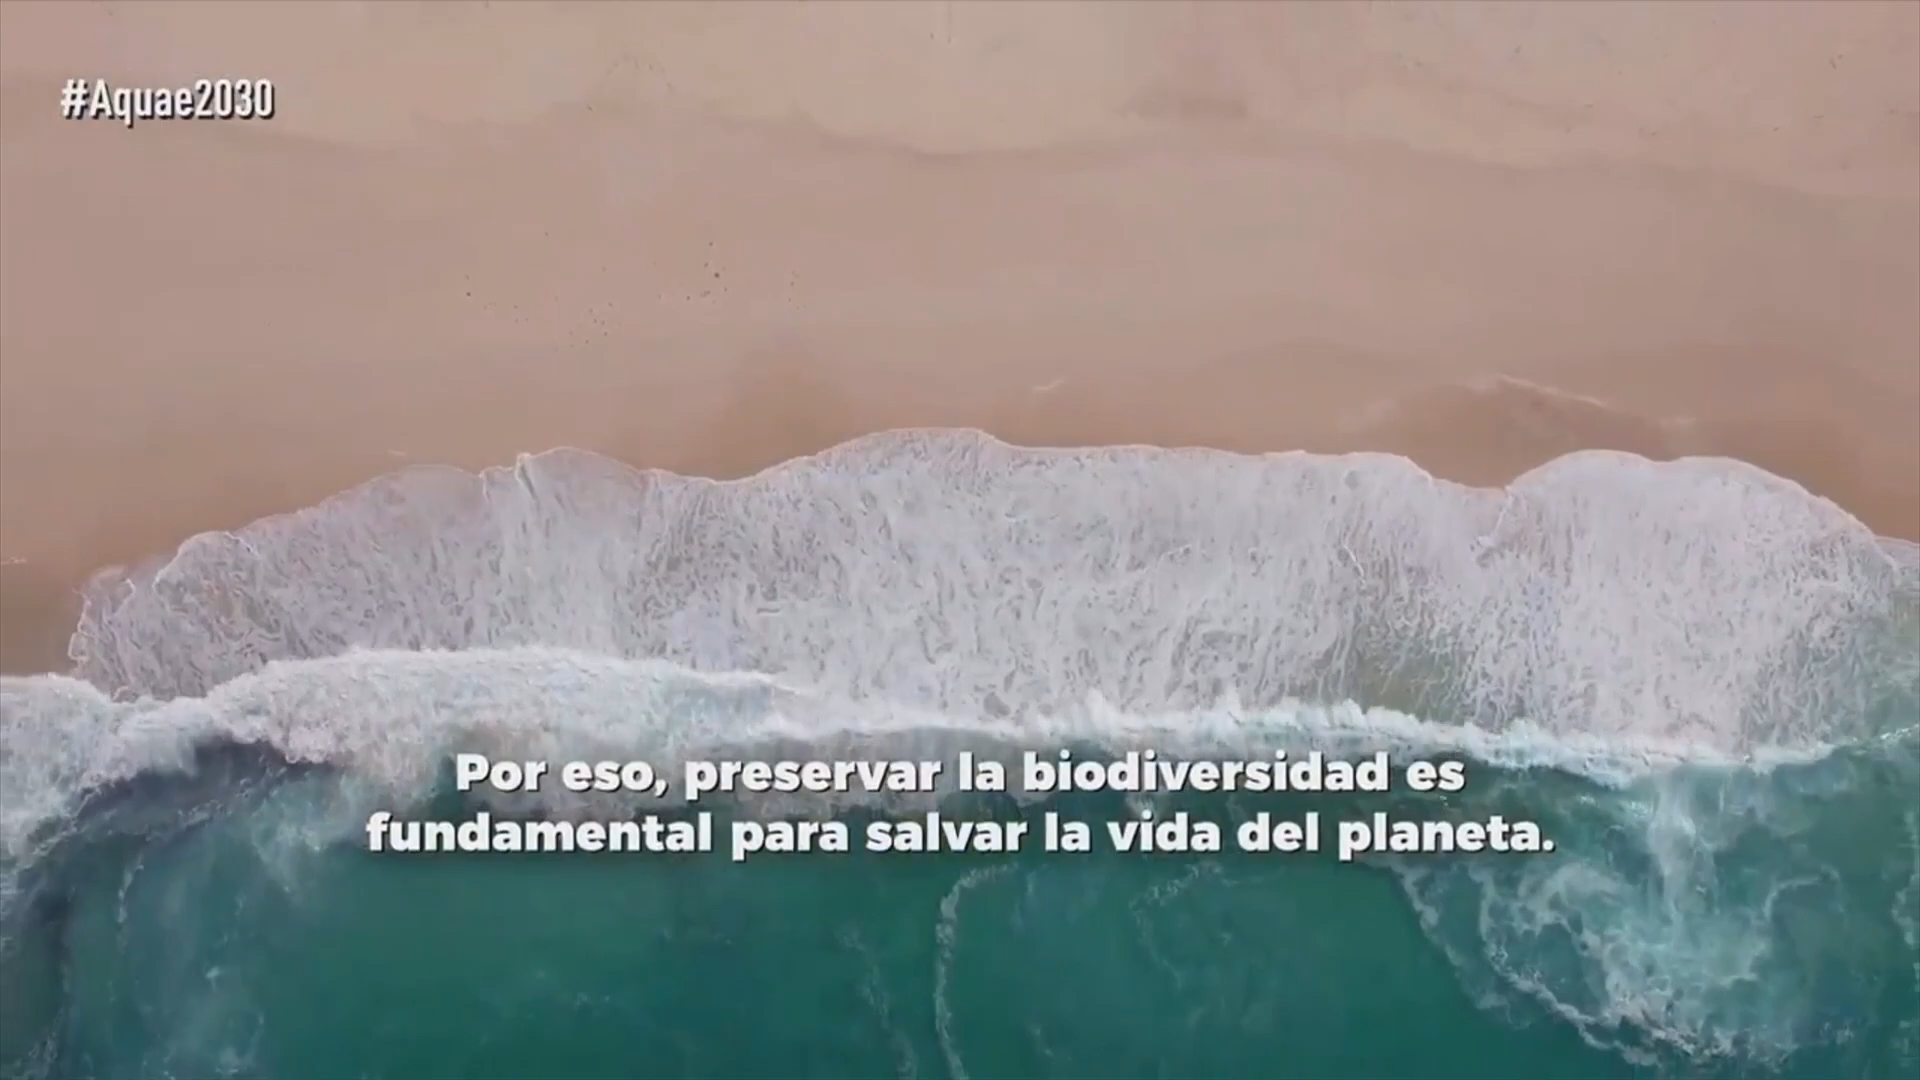 #Aquae2030
Por eso, preservar la biodiversidad es
fundamental para salvar la vida del planeta.